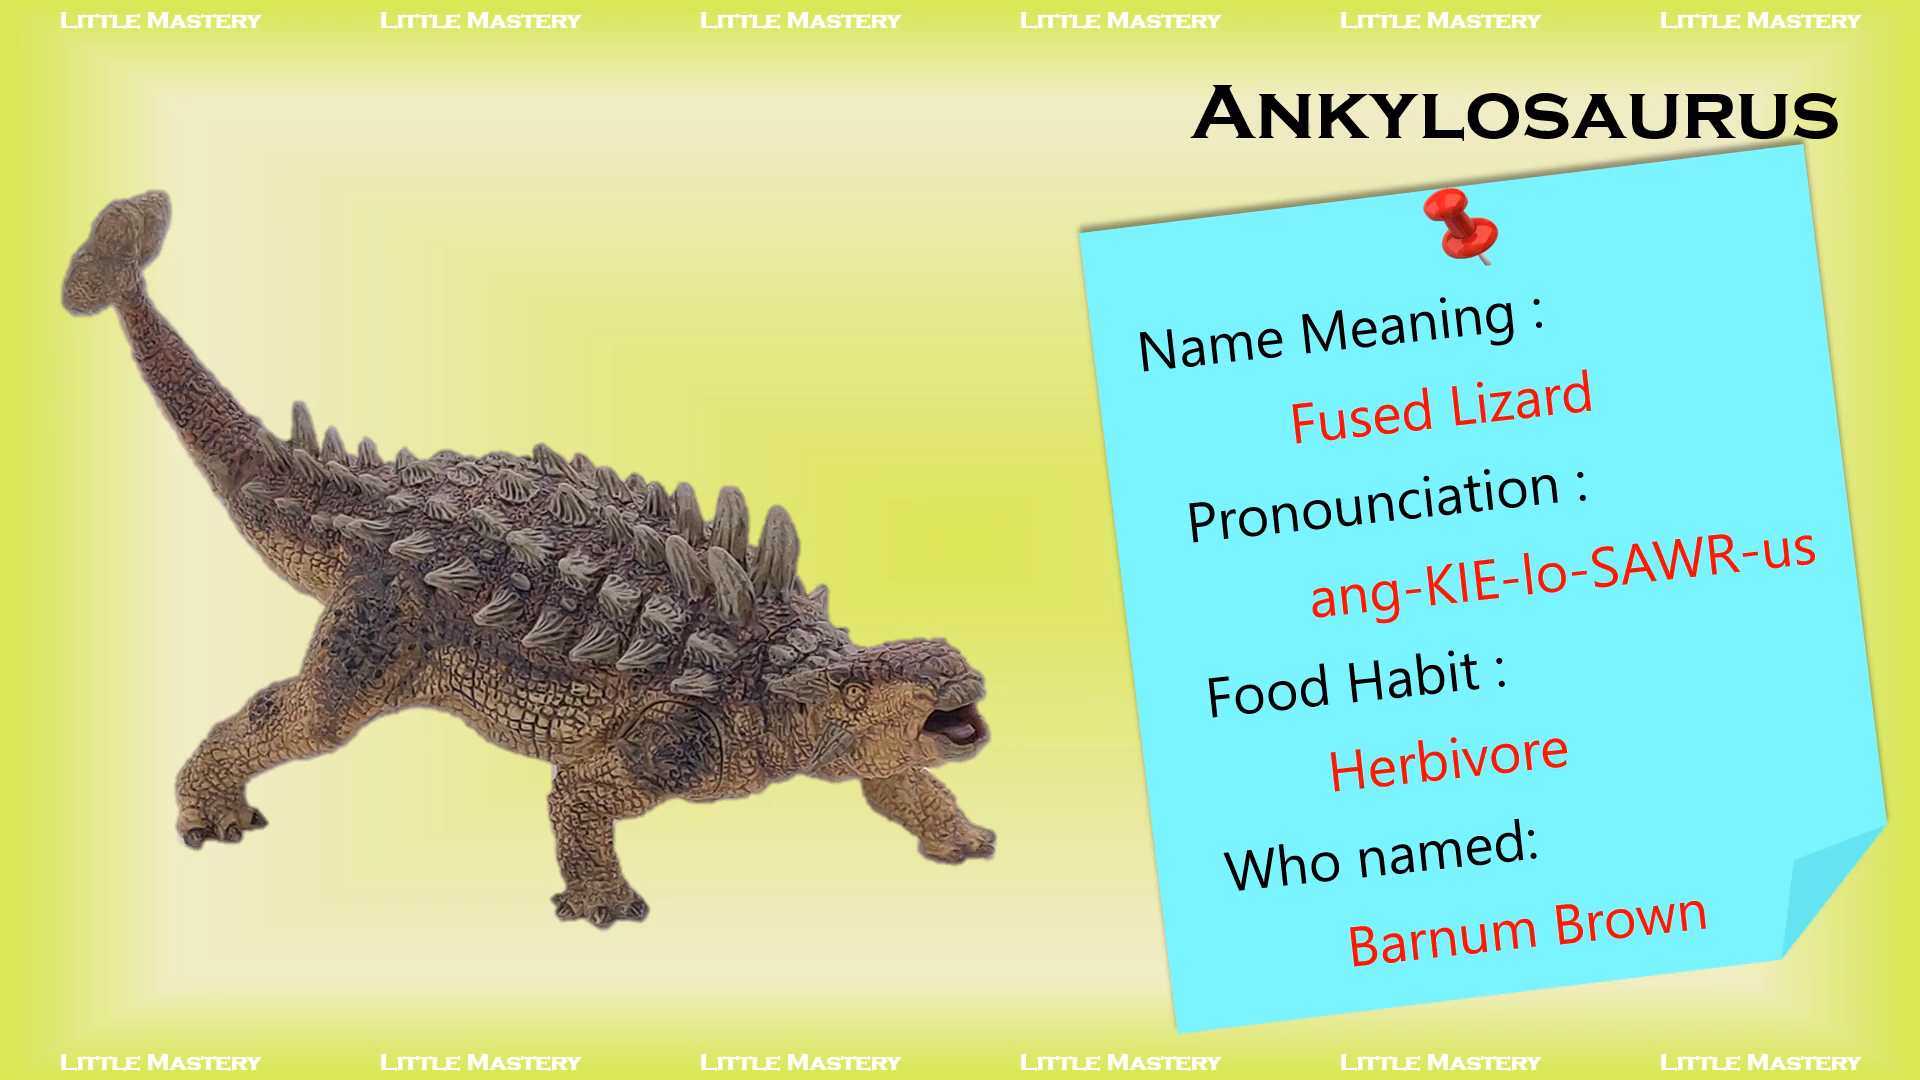 Little Mastery Little Mastery Little Mastery Little Mastery Little Mastery Little Mastery
Ankylosaurus
Name Meaning :
Fused Lizard
Pronounciation :
ang-KIE-lo-SAWR-us
Food Habit :
Herbivore
Who named:
Barnum Brown
Little Mastery Little Mastery Little Mastery Little Mastery Little Mastery Little Mastery